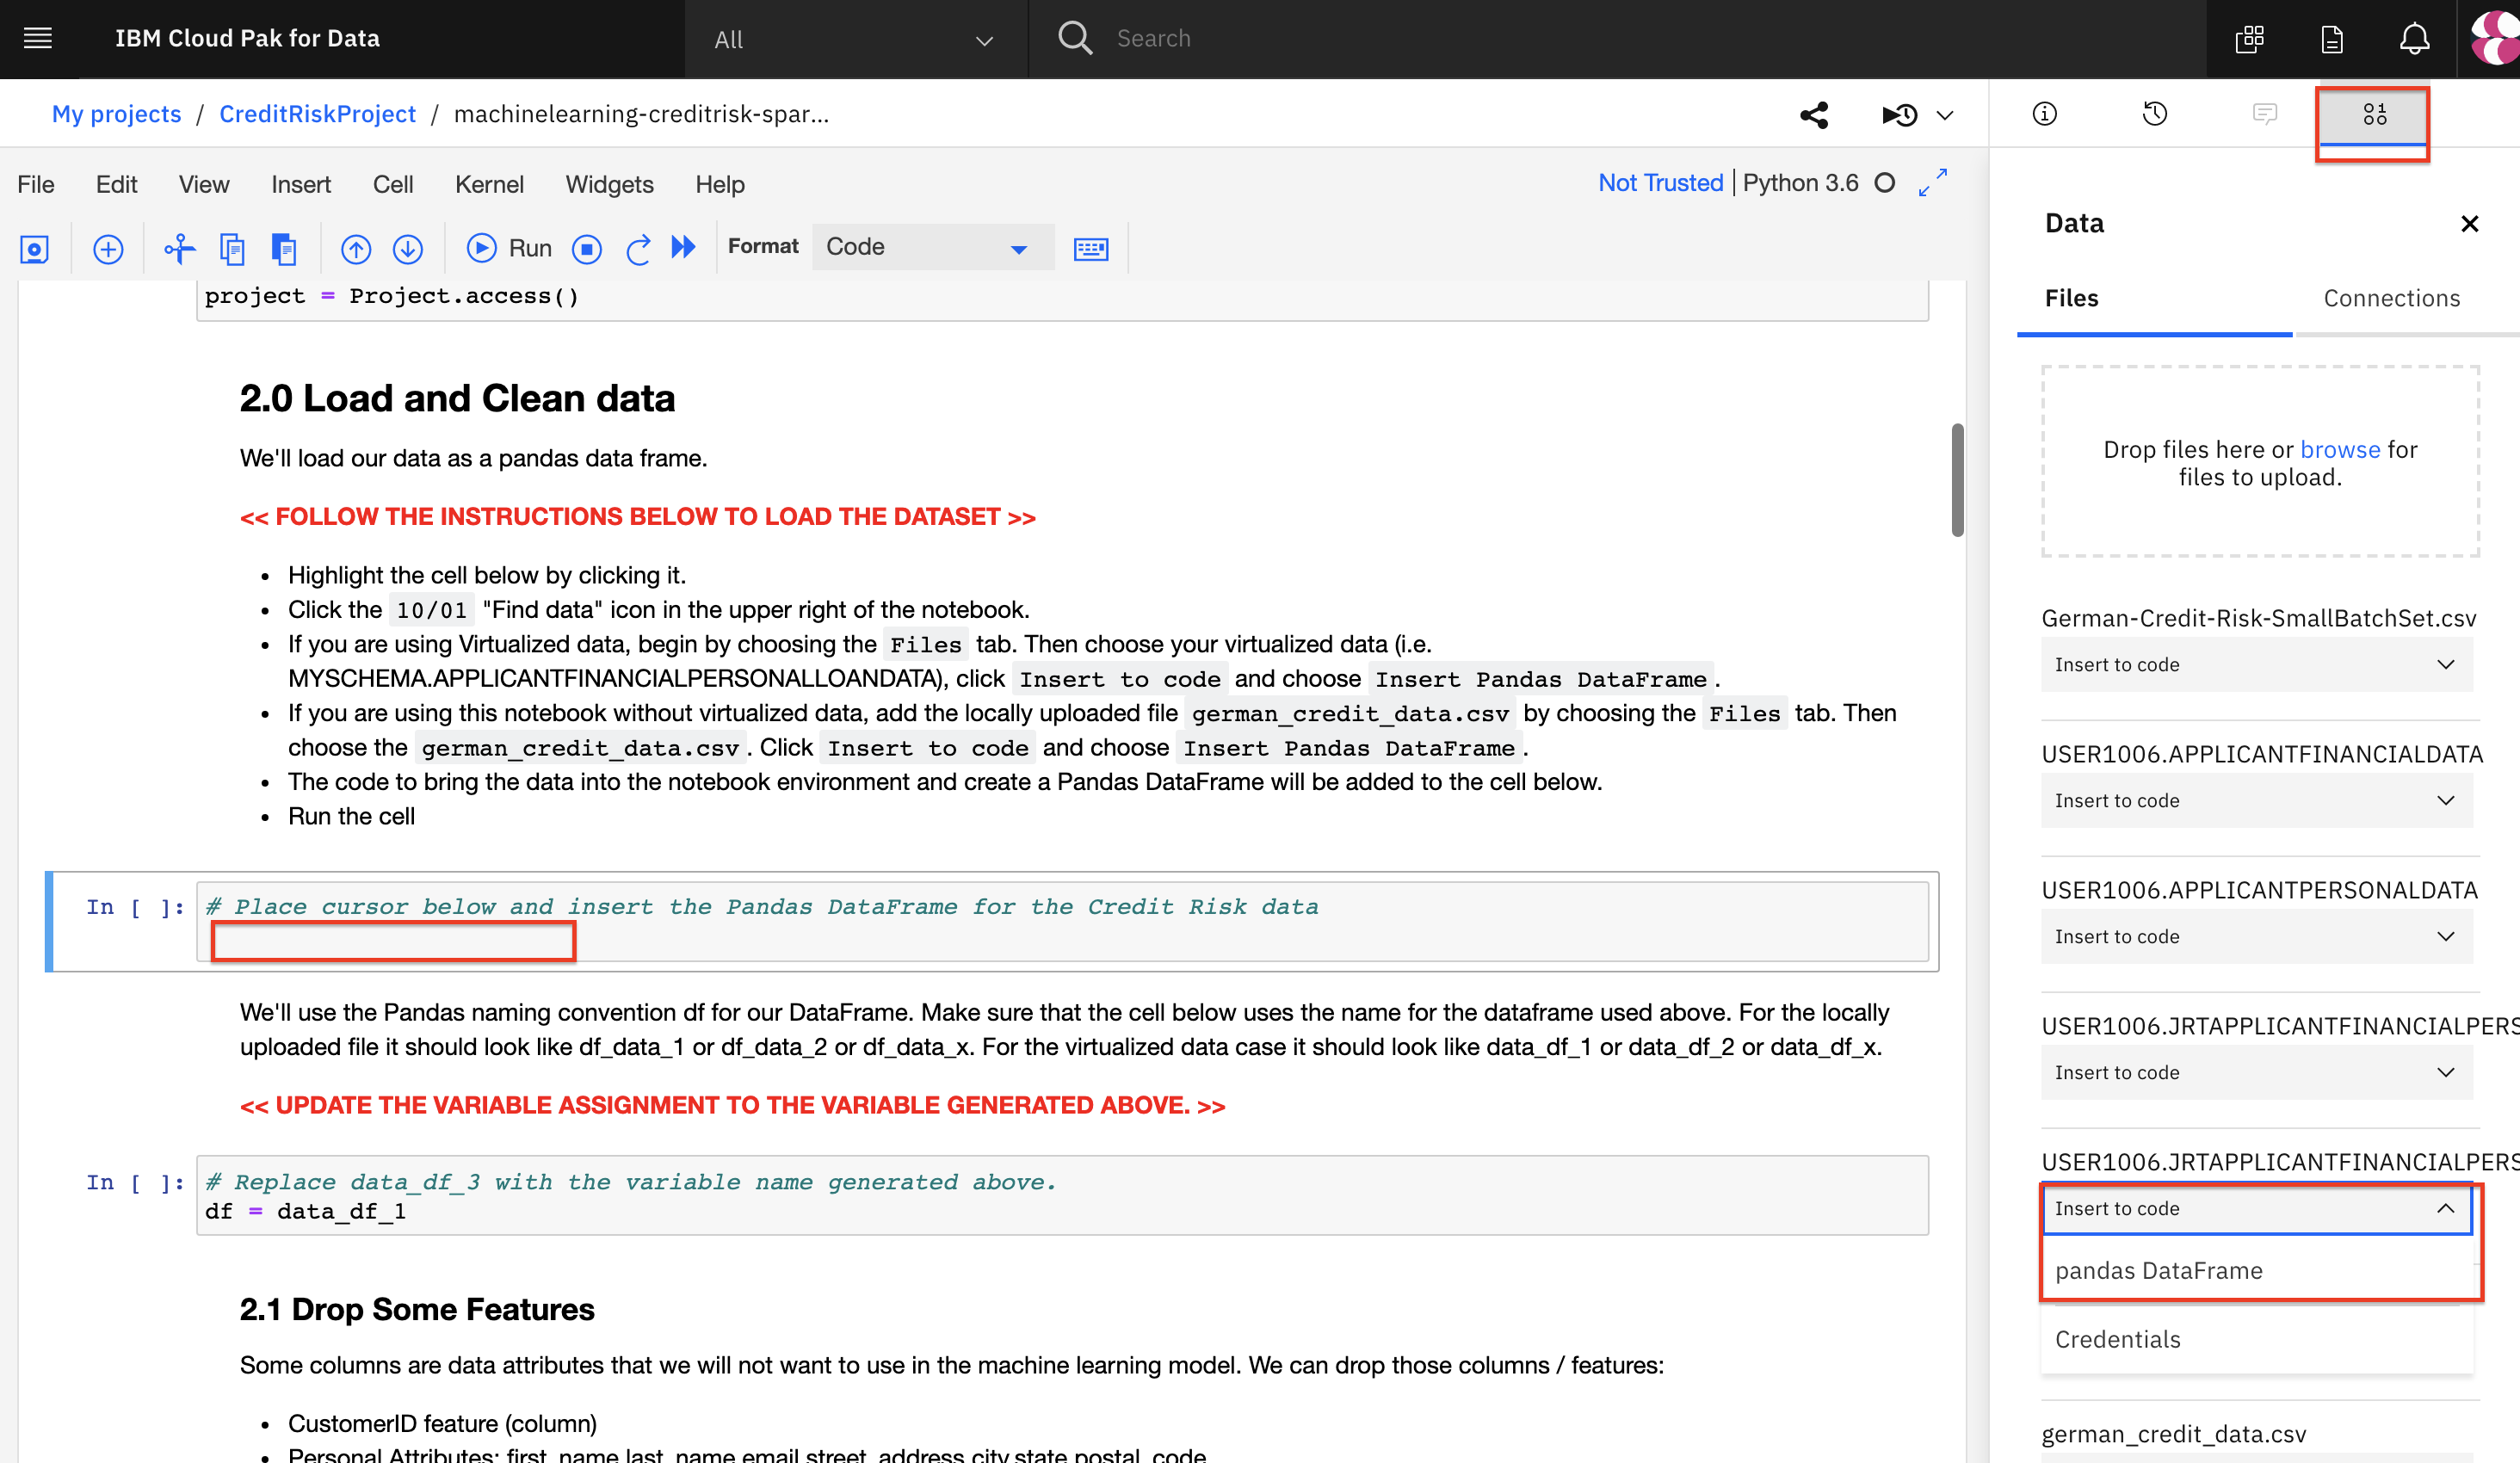 IBM Cloud Pak for Data
All
Search
My projects / CreditRiskProject / machinelearning-creditrisk-spar...
File Edit View Insert Cell Kernel Widgets Help
Not Trusted | Python 3.6
Run
Format
Code
project = Project.access()
2.0 Load and Clean data
We'll load our data as a pandas data frame.
<< FOLLOW THE INSTRUCTIONS BELOW TO LOAD THE DATASET >>
• Highlight the cell below by clicking it.
• Click the 10/01 "Find data" icon in the upper right of the notebook.
• If you are using Virtualized data, begin by choosing the Files tab. Then choose your virtualized data (i.e.
MYSCHEMA.APPLICANTFINANCIALPERSONALLOANDATA), click Insert to code and choose Insert Pandas DataFrame.
• If you are using this notebook without virtualized data, add the locally uploaded file german_credit_data.csv by choosing the Files tab. Then
choose the german_credit_data.csv. Click Insert to code and choose Insert Pandas DataFrame.
• The code to bring the data into the notebook environment and create a Pandas DataFrame will be added to the cell below.
• Run the cell
In [ ]: # Place cursor below and insert the Pandas DataFrame for the Credit Risk data
We'll use the Pandas naming convention df for our DataFrame. Make sure that the cell below uses the name for the dataframe used above. For the locally
uploaded file it should look like df_data_1 or df_data_2 or df_data_x. For the virtualized data case it should look like data_df_1 or data_df_2 or data_df_x.
<< UPDATE THE VARIABLE ASSIGNMENT TO THE VARIABLE GENERATED ABOVE. >>
In [ ]: # Replace data_df_3 with the variable name generated above.
df = data_df_1
2.1 Drop Some Features
Some columns are data attributes that we will not want to use in the machine learning model. We can drop those columns / features:
• CustomerID feature (column)
• Personal Attributes: first_name,last_name,email,street_address,city,state,postal_code
Data
Files
Connections
Drop files here or browse for
files to upload.
German-Credit-Risk-SmallBatchSet.csv
Insert to code
USER1006.APPLICANTFINANCIALDATA
Insert to code
USER1006.APPLICANTPERSONALDATA
Insert to code
USER1006.JRTAPPLICANTFINANCIALPERS
Insert to code
USER1006.JRTAPPLICANTFINANCIALPERS
Insert to code
pandas DataFrame
Credentials
german_credit_data.csv